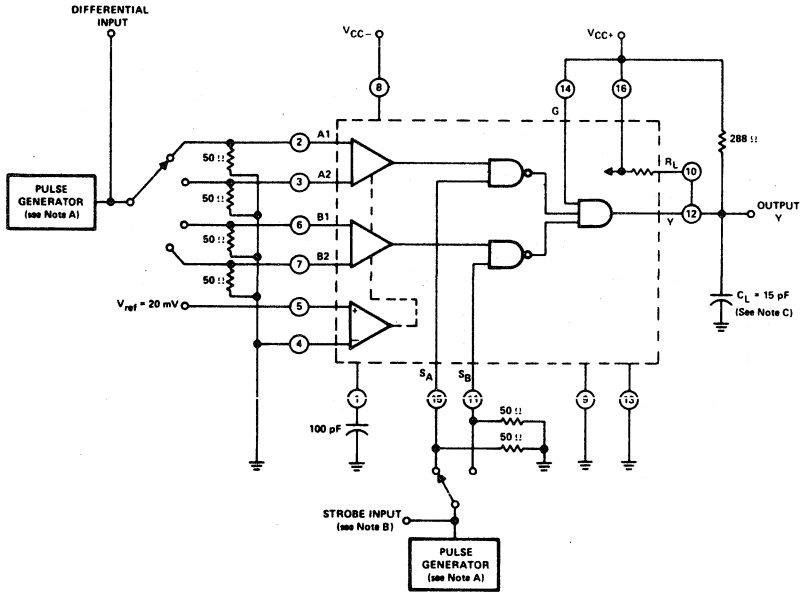 DIFFERENTIAL
INPUT
VCC−
8
VCC+
14
16
G
288 Ω
RL
10
50 Ω
2
A1
PULSE
GENERATOR
(see Note A)
3
A2
50 Ω
6
B1
12
Y
OUTPUT
Y
50 Ω
7
B2
50 Ω
Vref = 20 mV
5
+
CL = 15 pF
(See Note C)
4
−
SA
SB
1
11
9
100 pF
50 Ω
50 Ω
STROBE INPUT
(see Note B)
PULSE
GENERATOR
(see Note A)